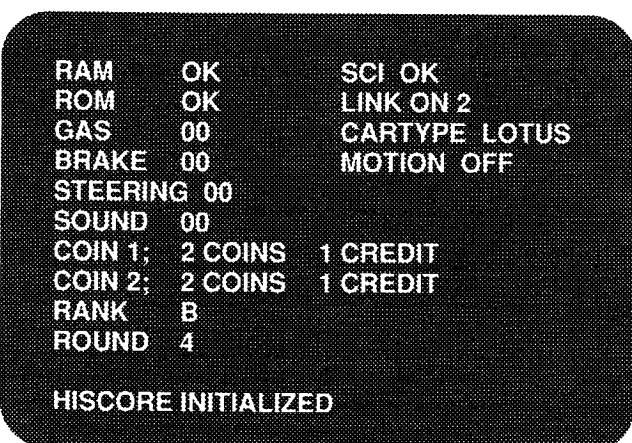 RAM OK SCI OK
ROM OK LINK ON 2
GAS 00 CARTYPE LOTUS
BRAKE 00 MOTION OFF
STEERING 00
SOUND 00
COIN 1; 2 COINS 1 CREDIT
COIN 2; 2 COINS 1 CREDIT
RANK B
ROUND 4
HISCORE INITIALIZED